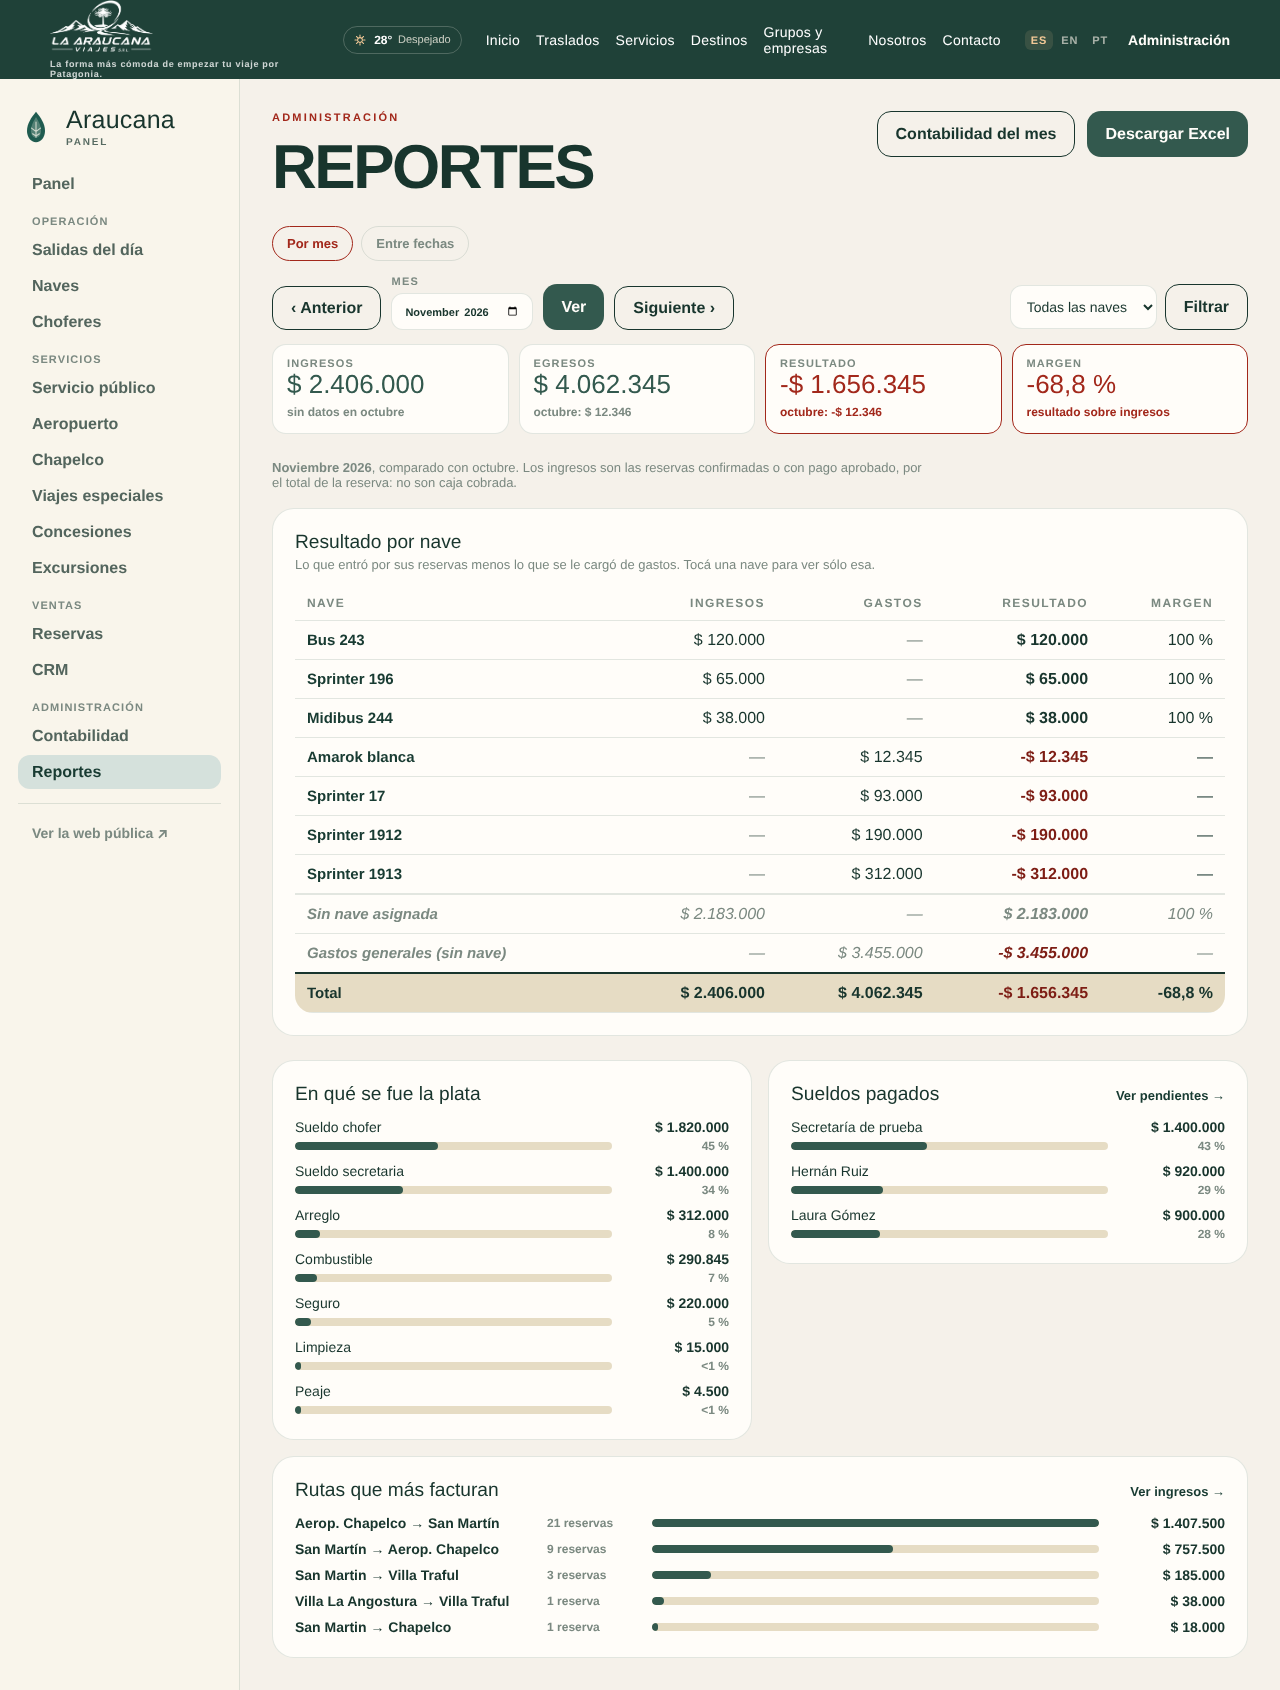 LA ARAUCANA
VIAJES SRL
La forma más cómoda de empezar tu viaje por
Patagonia.
28° Despejado
Inicio
Traslados
Servicios
Destinos
Grupos y
empresas
Nosotros
Contacto
ES EN PT
Administración
Araucana
PANEL
Panel
OPERACIÓN
Salidas del día
Naves
Choferes
SERVICIOS
Servicio público
Aeropuerto
Chapelco
Viajes especiales
Concesiones
Excursiones
VENTAS
Reservas
CRM
ADMINISTRACIÓN
Contabilidad
Reportes
Ver la web pública ↗
ADMINISTRACIÓN
REPORTES
Contabilidad del mes
Descargar Excel
Por mes
Entre fechas
‹ Anterior
MES
November 2026
Ver
Siguiente ›
Todas las naves
Filtrar
INGRESOS
$ 2.406.000
sin datos en octubre
EGRESOS
$ 4.062.345
octubre: $ 12.346
RESULTADO
-$ 1.656.345
octubre: -$ 12.346
MARGEN
-68,8 %
resultado sobre ingresos
Noviembre 2026, comparado con octubre. Los ingresos son las reservas confirmadas o con pago aprobado, por
el total de la reserva: no son caja cobrada.
Resultado por nave
Lo que entró por sus reservas menos lo que se le cargó de gastos. Tocá una nave para ver sólo esa.
NAVE INGRESOS GASTOS RESULTADO MARGEN
Bus 243 $ 120.000 — $ 120.000 100 %
Sprinter 196 $ 65.000 — $ 65.000 100 %
Midibus 244 $ 38.000 — $ 38.000 100 %
Amarok blanca — $ 12.345 -$ 12.345 —
Sprinter 17 — $ 93.000 -$ 93.000 —
Sprinter 1912 — $ 190.000 -$ 190.000 —
Sprinter 1913 — $ 312.000 -$ 312.000 —
Sin nave asignada $ 2.183.000 — $ 2.183.000 100 %
Gastos generales (sin nave) — $ 3.455.000 -$ 3.455.000 —
Total $ 2.406.000 $ 4.062.345 -$ 1.656.345 -68,8 %
En qué se fue la plata
Sueldo chofer $ 1.820.000
45 %
Sueldo secretaria $ 1.400.000
34 %
Arreglo $ 312.000
8 %
Combustible $ 290.845
7 %
Seguro $ 220.000
5 %
Limpieza $ 15.000
<1 %
Peaje $ 4.500
<1 %
Sueldos pagados
Ver pendientes →
Secretaría de prueba $ 1.400.000
43 %
Hernán Ruiz $ 920.000
29 %
Laura Gómez $ 900.000
28 %
Rutas que más facturan
Ver ingresos →
Aerop. Chapelco → San Martín 21 reservas $ 1.407.500
San Martín → Aerop. Chapelco 9 reservas $ 757.500
San Martin → Villa Traful 3 reservas $ 185.000
Villa La Angostura → Villa Traful 1 reserva $ 38.000
San Martin → Chapelco 1 reserva $ 18.000